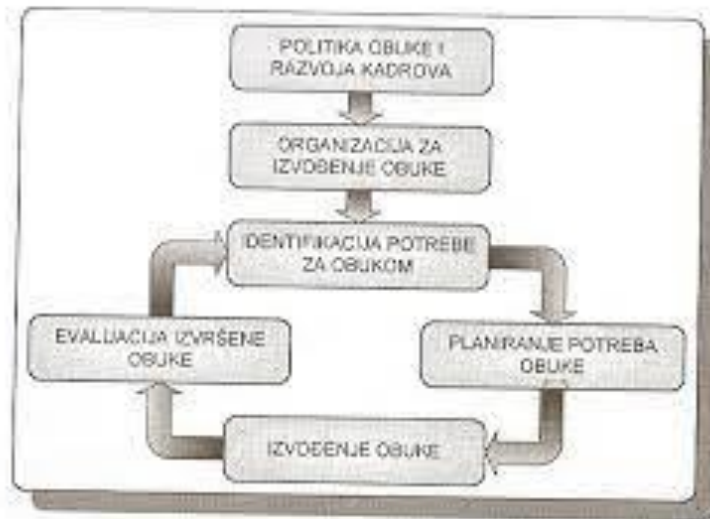 POLITIKA OBUKE I
RAZVOJA KADROVA
ORGANIZACIJA ZA
IZVOĐENJE OBUKE
IDENTIFIKACIJA POTREBE
ZA OBUKOM
EVALUACIJA IZVRŠENE
OBUKE
PLANIRANJE POTREBA
OBUKE
IZVOĐENJE OBUKE